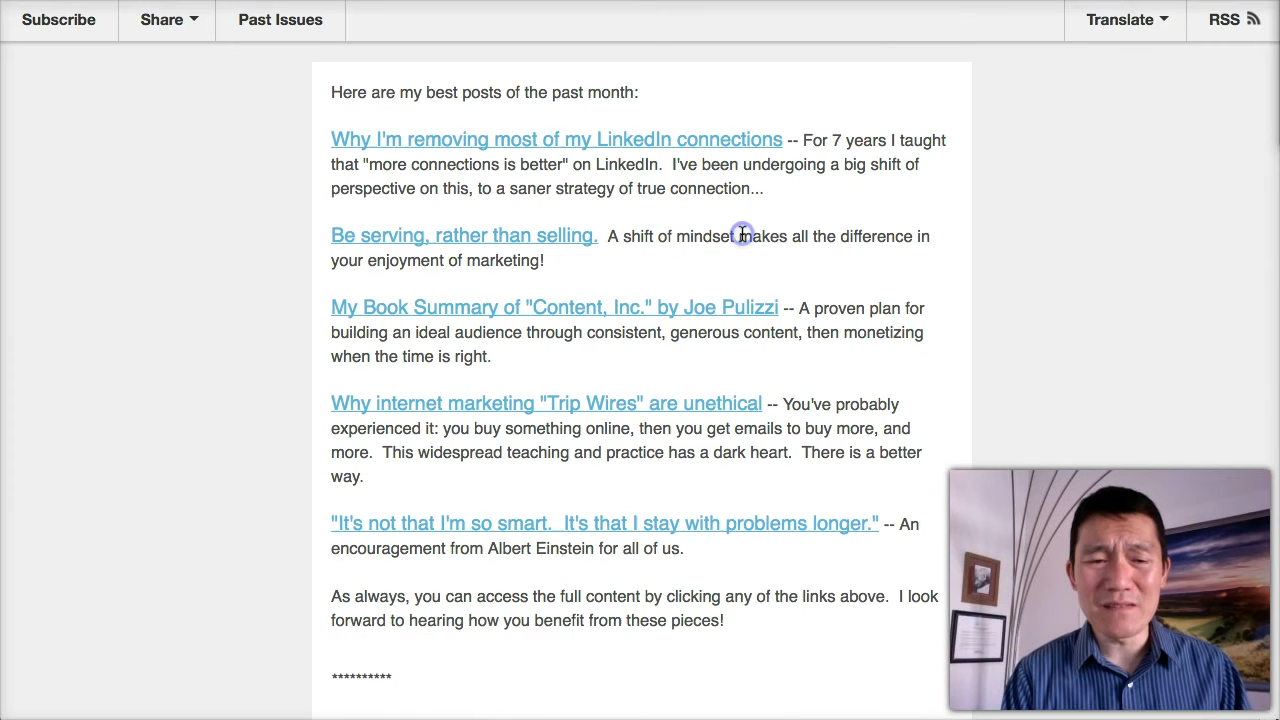 Subscribe
Share
Past Issues
Translate
RSS
Here are my best posts of the past month:
Why I'm removing most of my LinkedIn connections -- For 7 years I taught
that "more connections is better" on LinkedIn.  I've been undergoing a big shift of
perspective on this, to a saner strategy of true connection...
Be serving, rather than selling.  A shift of mindset makes all the difference in
your enjoyment of marketing!
My Book Summary of "Content, Inc." by Joe Pulizzi -- A proven plan for
building an ideal audience through consistent, generous content, then monetizing
when the time is right.
Why internet marketing "Trip Wires" are unethical -- You've probably
experienced it: you buy something online, then you get emails to buy more, and
more.  This widespread teaching and practice has a dark heart.  There is a better
way.
"It's not that I'm so smart.  It's that I stay with problems longer." -- An
encouragement from Albert Einstein for all of us.
As always, you can access the full content by clicking any of the links above.  I look
forward to hearing how you benefit from these pieces!
**********